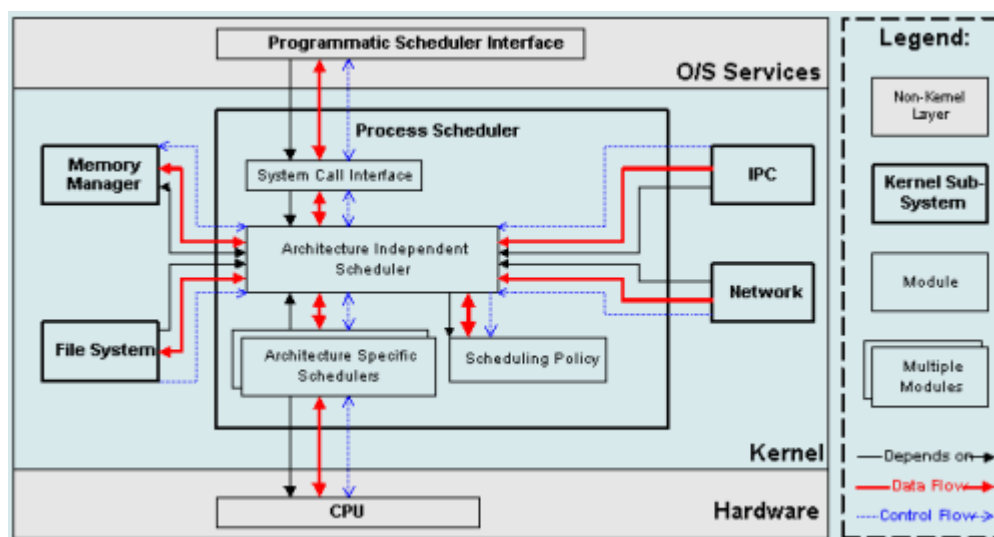 Programmatic Scheduler Interface
O/S Services
Process Scheduler
System Call Interface
Memory
Manager
IPC
Architecture Independent
Scheduler
Network
File System
Architecture Specific
Schedulers
Scheduling Policy
Kernel
CPU
Hardware
Legend:
Non-Kernel
Layer
Kernel Sub-
System
Module
Multiple
Modules
Depends on
Data Flow
Control Flow